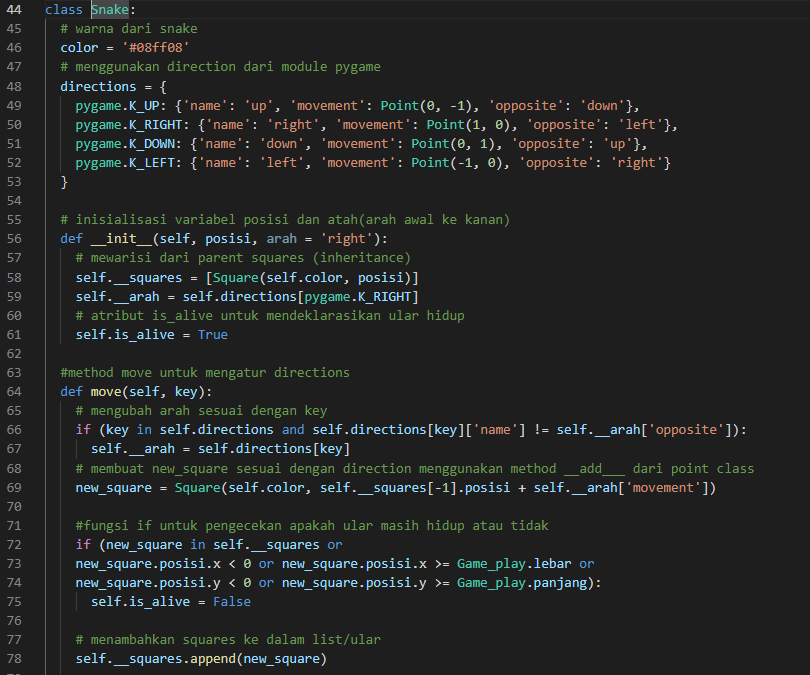 44 class Snake:
45 # warna dari snake
46 color = '#08ff08'
47 # menggunakan direction dari module pygame
48 directions = {
49 pygame.K_UP: {'name': 'up', 'movement': Point(0, -1), 'opposite': 'down'},
50 pygame.K_RIGHT: {'name': 'right', 'movement': Point(1, 0), 'opposite': 'left'},
51 pygame.K_DOWN: {'name': 'down', 'movement': Point(0, 1), 'opposite': 'up'},
52 pygame.K_LEFT: {'name': 'left', 'movement': Point(-1, 0), 'opposite': 'right'}
53 }
54
55 # inisialisasi variabel posisi dan atah(arah awal ke kanan)
56 def __init__(self, posisi, arah = 'right'):
57 # mewarisi dari parent squares (inheritance)
58 self.__squares = [Square(self.color, posisi)]
59 self.__arah = self.directions[pygame.K_RIGHT]
60 # atribut is_alive untuk mendeklarasikan ular hidup
61 self.is_alive = True
62
63 #method move untuk mengatur directions
64 def move(self, key):
65 # mengubah arah sesuai dengan key
66 if (key in self.directions and self.directions[key]['name'] != self.__arah['opposite']):
67 self.__arah = self.directions[key]
68 # membuat new_square sesuai dengan direction menggunakan method __add___ dari point class
69 new_square = Square(self.color, self.__squares[-1].posisi + self.__arah['movement'])
70
71 #fungsi if untuk pengecekan apakah ular masih hidup atau tidak
72 if (new_square in self.__squares or
73 new_square.posisi.x < 0 or new_square.posisi.x >= Game_play.lebar or
74 new_square.posisi.y < 0 or new_square.posisi.y >= Game_play.panjang):
75 self.is_alive = False
76
77 # menambahkan squares ke dalam list/ular
78 self.__squares.append(new_square)